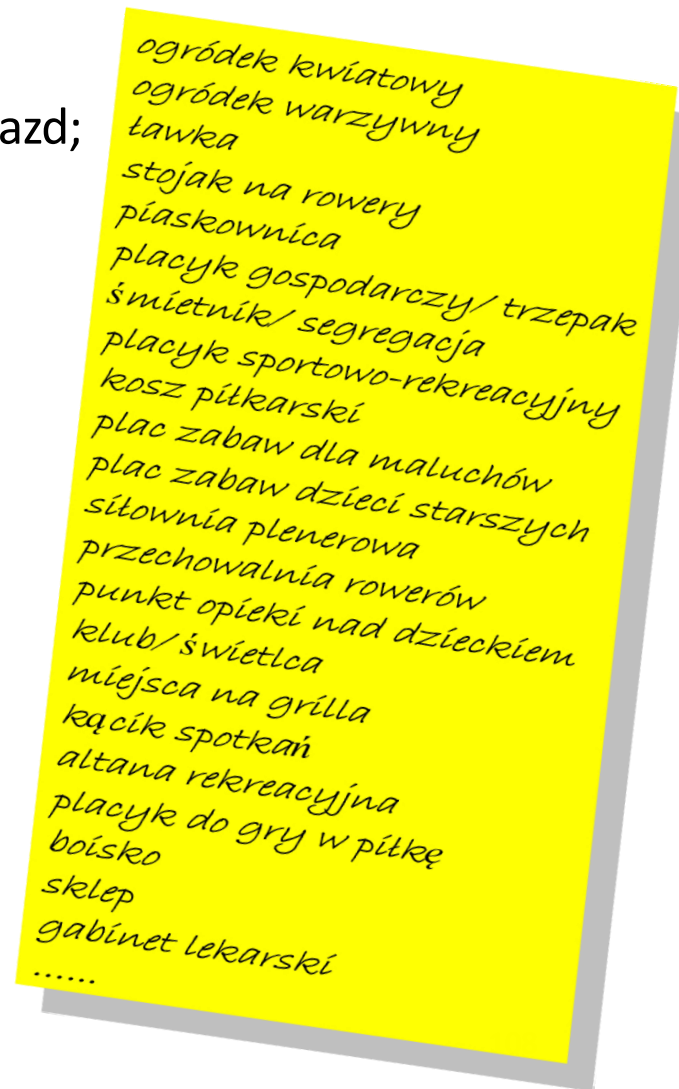 azd;
ogródek kwiatowy
ogródek warzywny
ławka
stojak na rowery
piaskownica
placyk gospodarczy/ trzepak
śmietnik/ segregacja
placyk sportowo-rekreacyjny
kosz piłkarski
plac zabaw dla maluchów
plac zabaw dzieci starszych
siłownia plenerowa
przechowalnia rowerów
punkt opieki nad dzieckiem
klub/ świetlca
miejsca na grilla
kącik spotkań
altana rekreacyjna
placyk do gry w piłkę
boisko
sklep
gabinet lekarski
......